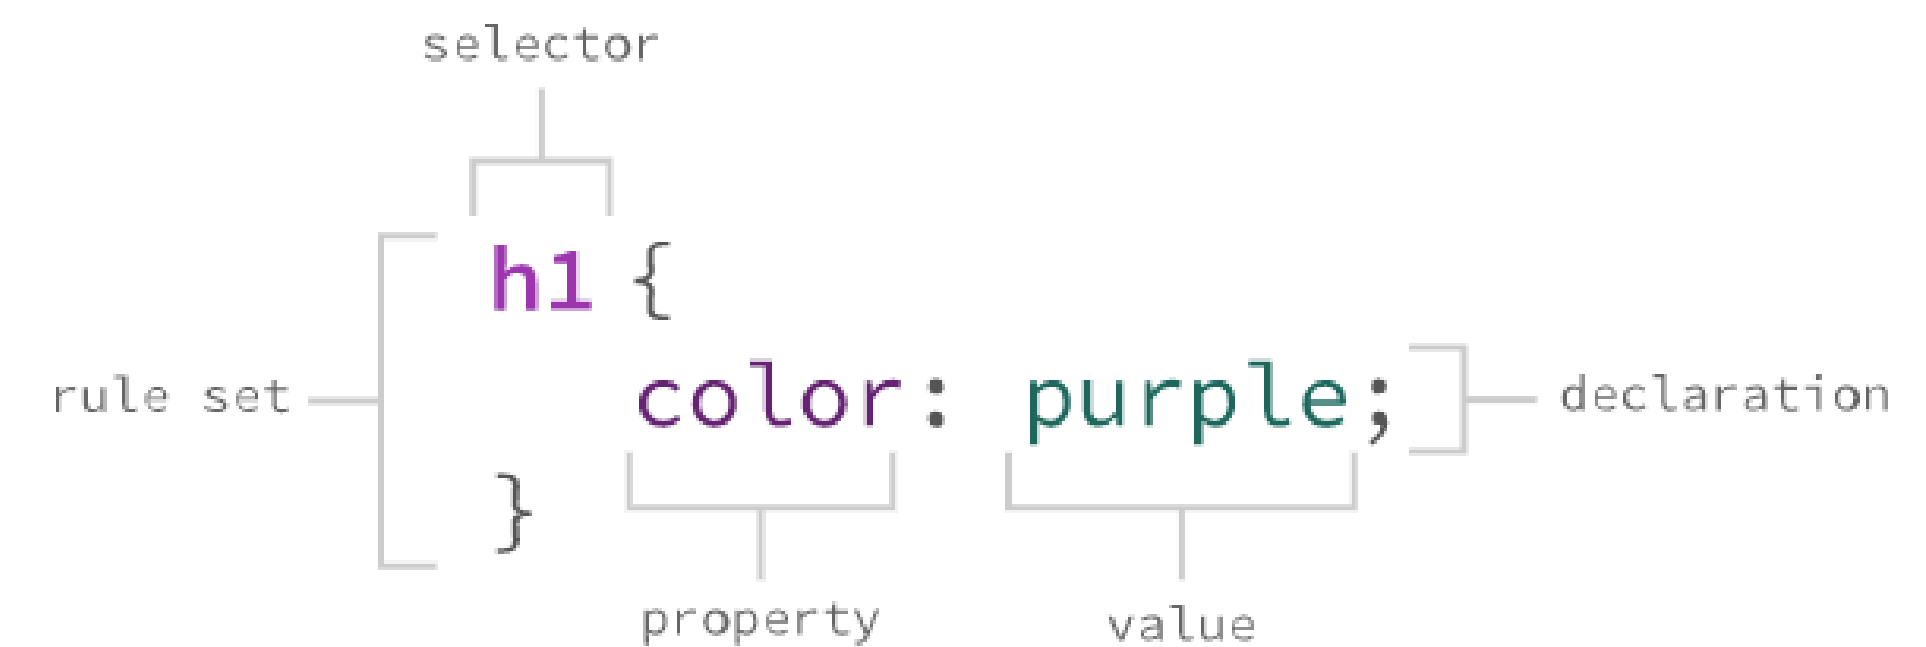 selector
h1 {
rule set
color: purple;
declaration
}
property
value